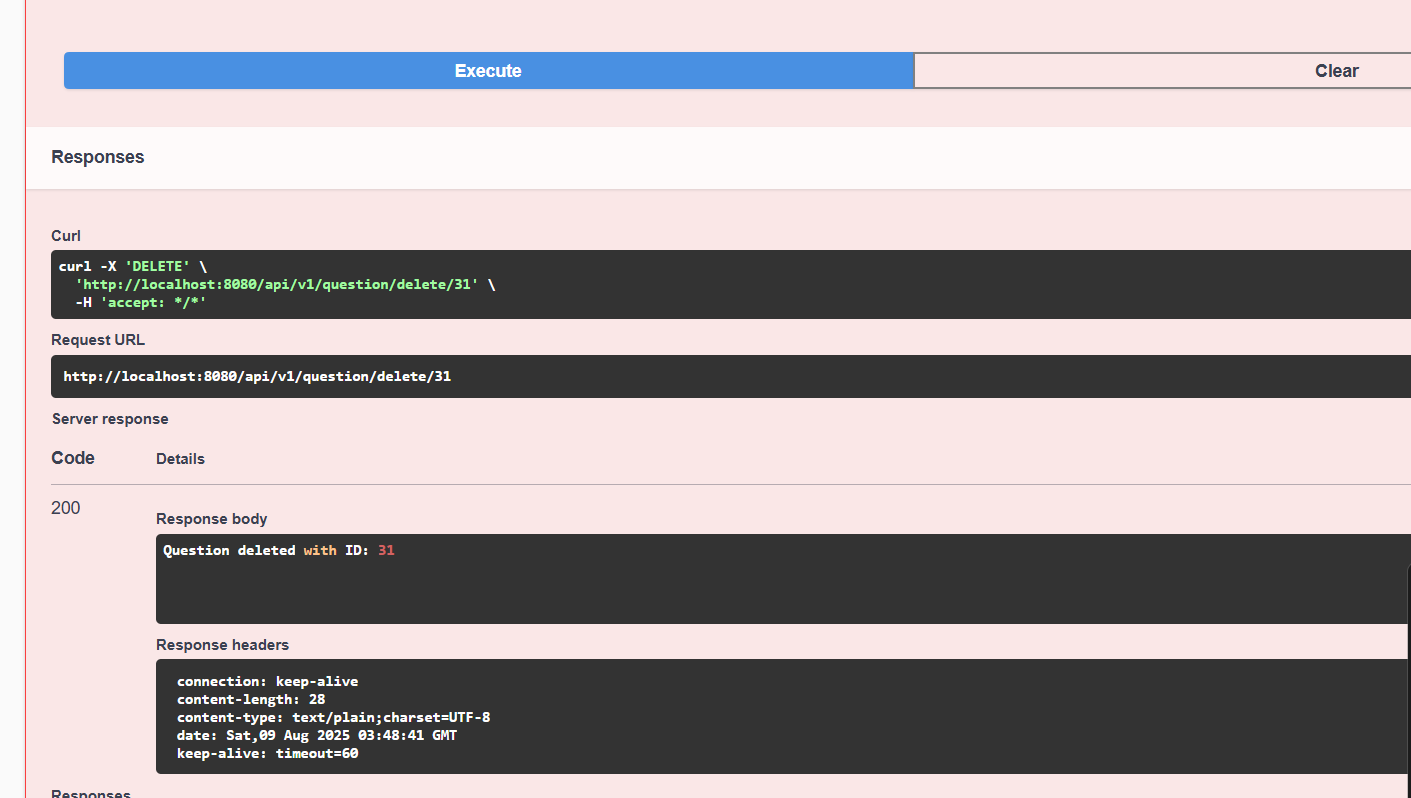 Execute
Clear
Responses
Curl
curl -X 'DELETE' \
'http://localhost:8080/api/v1/question/delete/31' \
-H 'accept: */*'
Request URL
http://localhost:8080/api/v1/question/delete/31
Server response
Code
Details
200
Response body
Question deleted with ID: 31
Response headers
connection: keep-alive
content-length: 28
content-type: text/plain;charset=UTF-8
date: Sat,09 Aug 2025 03:48:41 GMT
keep-alive: timeout=60
Responses